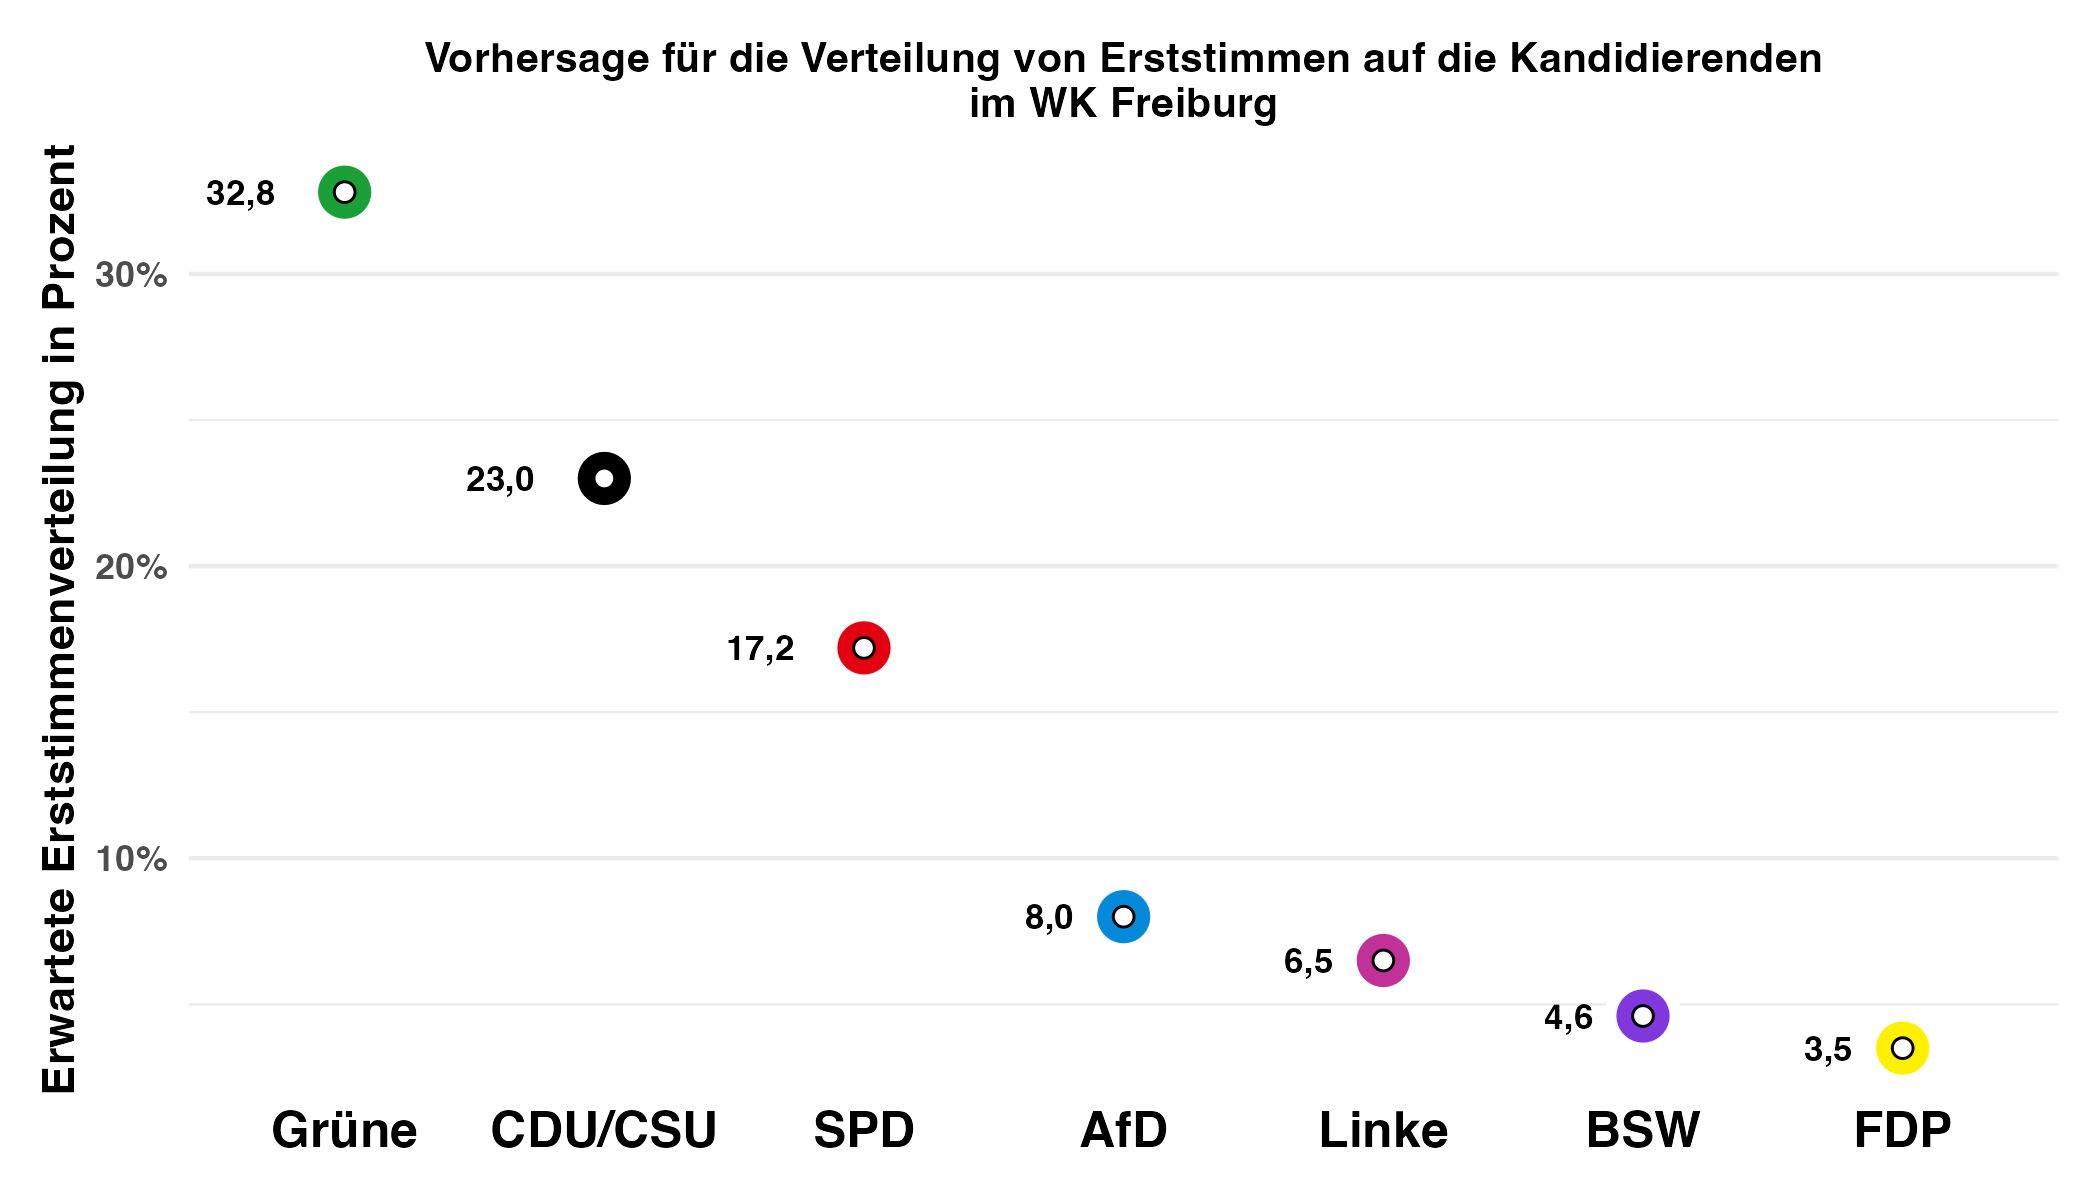 Vorhersage für die Verteilung von Erststimmen auf die Kandidierenden
im WK Freiburg
Erwartete Erststimmenverteilung in Prozent
30%
20%
10%
32,8
23,0
17,2
8,0
6,5
4,6
3,5
Grüne
CDU/CSU
SPD
AfD
Linke
BSW
FDP